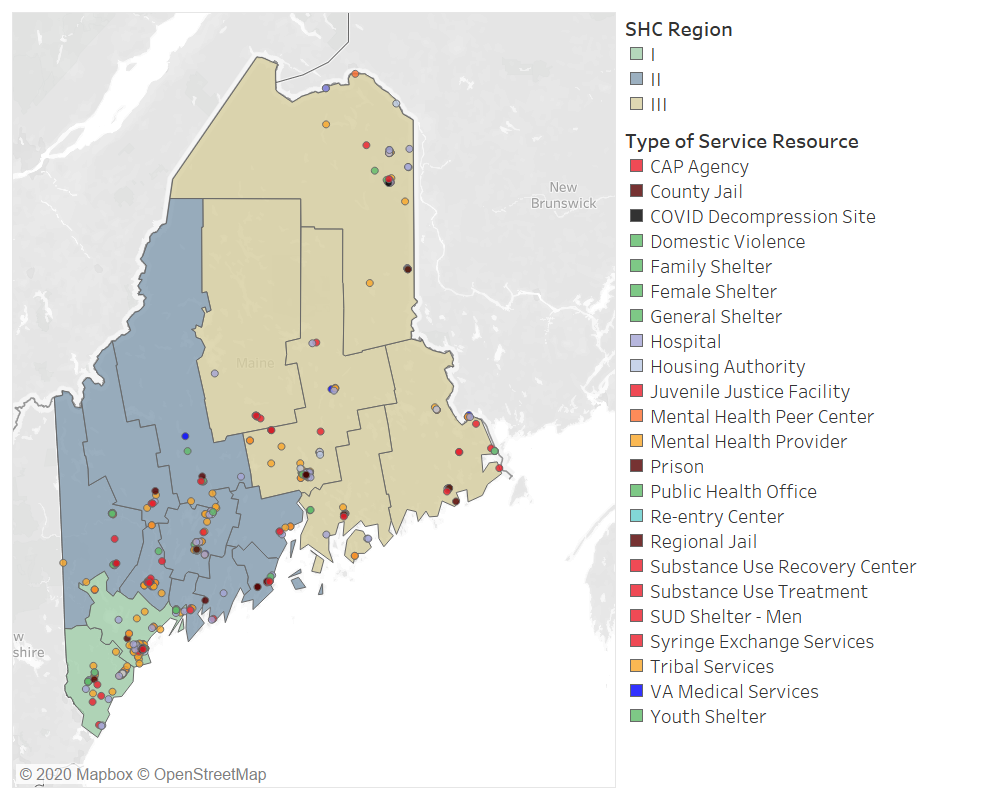 New
Brunswick
Maine
w
shire
© 2020 Mapbox © OpenStreetMap
SHC Region
I
II
III
Type of Service Resource
CAP Agency
County Jail
COVID Decompression Site
Domestic Violence
Family Shelter
Female Shelter
General Shelter
Hospital
Housing Authority
Juvenile Justice Facility
Mental Health Peer Center
Mental Health Provider
Prison
Public Health Office
Re-entry Center
Regional Jail
Substance Use Recovery Center
Substance Use Treatment
SUD Shelter - Men
Syringe Exchange Services
Tribal Services
VA Medical Services
Youth Shelter